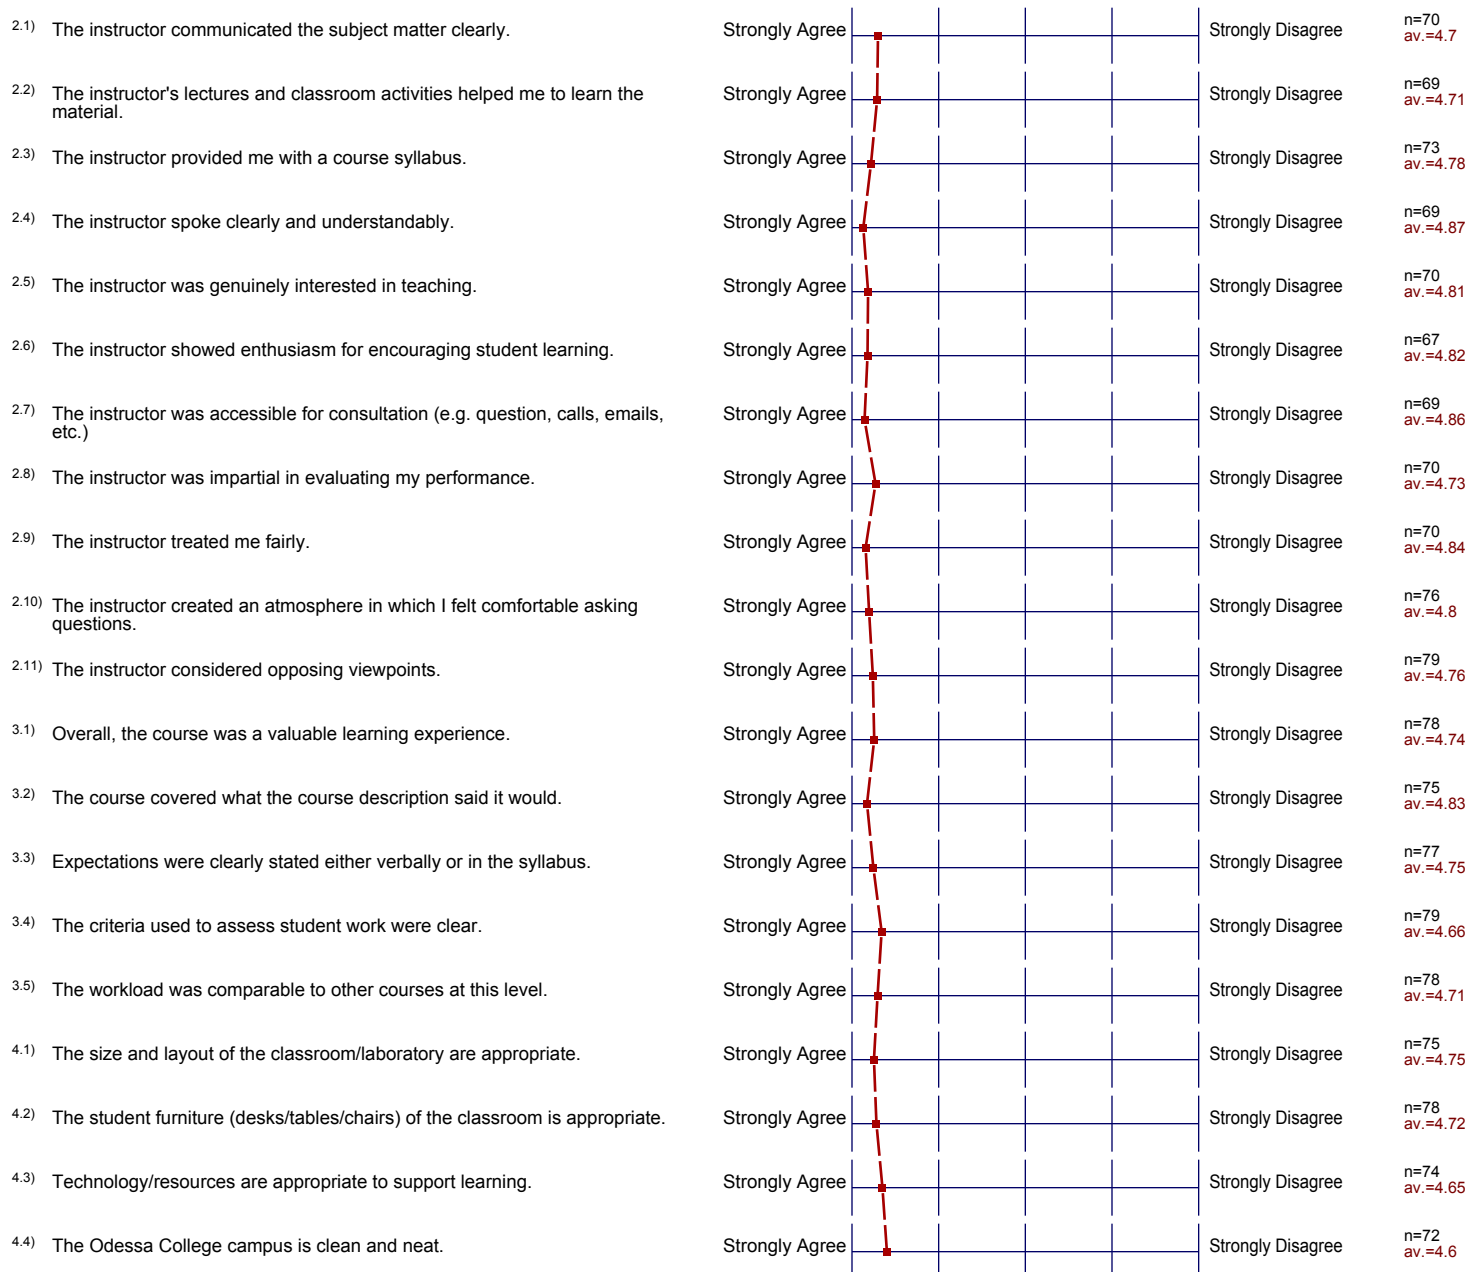 2.1) The instructor communicated the subject matter clearly. Strongly Agree Strongly Disagree n=70
av.=4.7
2.2) The instructor's lectures and classroom activities helped me to learn the Strongly Agree Strongly Disagree n=69
material. av.=4.71
2.3) The instructor provided me with a course syllabus. Strongly Agree Strongly Disagree n=73
av.=4.78
2.4) The instructor spoke clearly and understandably. Strongly Agree Strongly Disagree n=69
av.=4.87
2.5) The instructor was genuinely interested in teaching. Strongly Agree Strongly Disagree n=70
av.=4.81
2.6) The instructor showed enthusiasm for encouraging student learning. Strongly Agree Strongly Disagree n=67
av.=4.82
2.7) The instructor was accessible for consultation (e.g. question, calls, emails, Strongly Agree Strongly Disagree n=69
etc.) av.=4.86
2.8) The instructor was impartial in evaluating my performance. Strongly Agree Strongly Disagree n=70
av.=4.73
2.9) The instructor treated me fairly. Strongly Agree Strongly Disagree n=70
av.=4.84
2.10) The instructor created an atmosphere in which I felt comfortable asking Strongly Agree Strongly Disagree n=76
questions. av.=4.8
2.11) The instructor considered opposing viewpoints. Strongly Agree Strongly Disagree n=79
av.=4.76
3.1) Overall, the course was a valuable learning experience. Strongly Agree Strongly Disagree n=78
av.=4.74
3.2) The course covered what the course description said it would. Strongly Agree Strongly Disagree n=75
av.=4.83
3.3) Expectations were clearly stated either verbally or in the syllabus. Strongly Agree Strongly Disagree n=77
av.=4.75
3.4) The criteria used to assess student work were clear. Strongly Agree Strongly Disagree n=79
av.=4.66
3.5) The workload was comparable to other courses at this level. Strongly Agree Strongly Disagree n=78
av.=4.71
4.1) The size and layout of the classroom/laboratory are appropriate. Strongly Agree Strongly Disagree n=75
av.=4.75
4.2) The student furniture (desks/tables/chairs) of the classroom is appropriate. Strongly Agree Strongly Disagree n=78
av.=4.72
4.3) Technology/resources are appropriate to support learning. Strongly Agree Strongly Disagree n=74
av.=4.65
4.4) The Odessa College campus is clean and neat. Strongly Agree Strongly Disagree n=72
av.=4.6